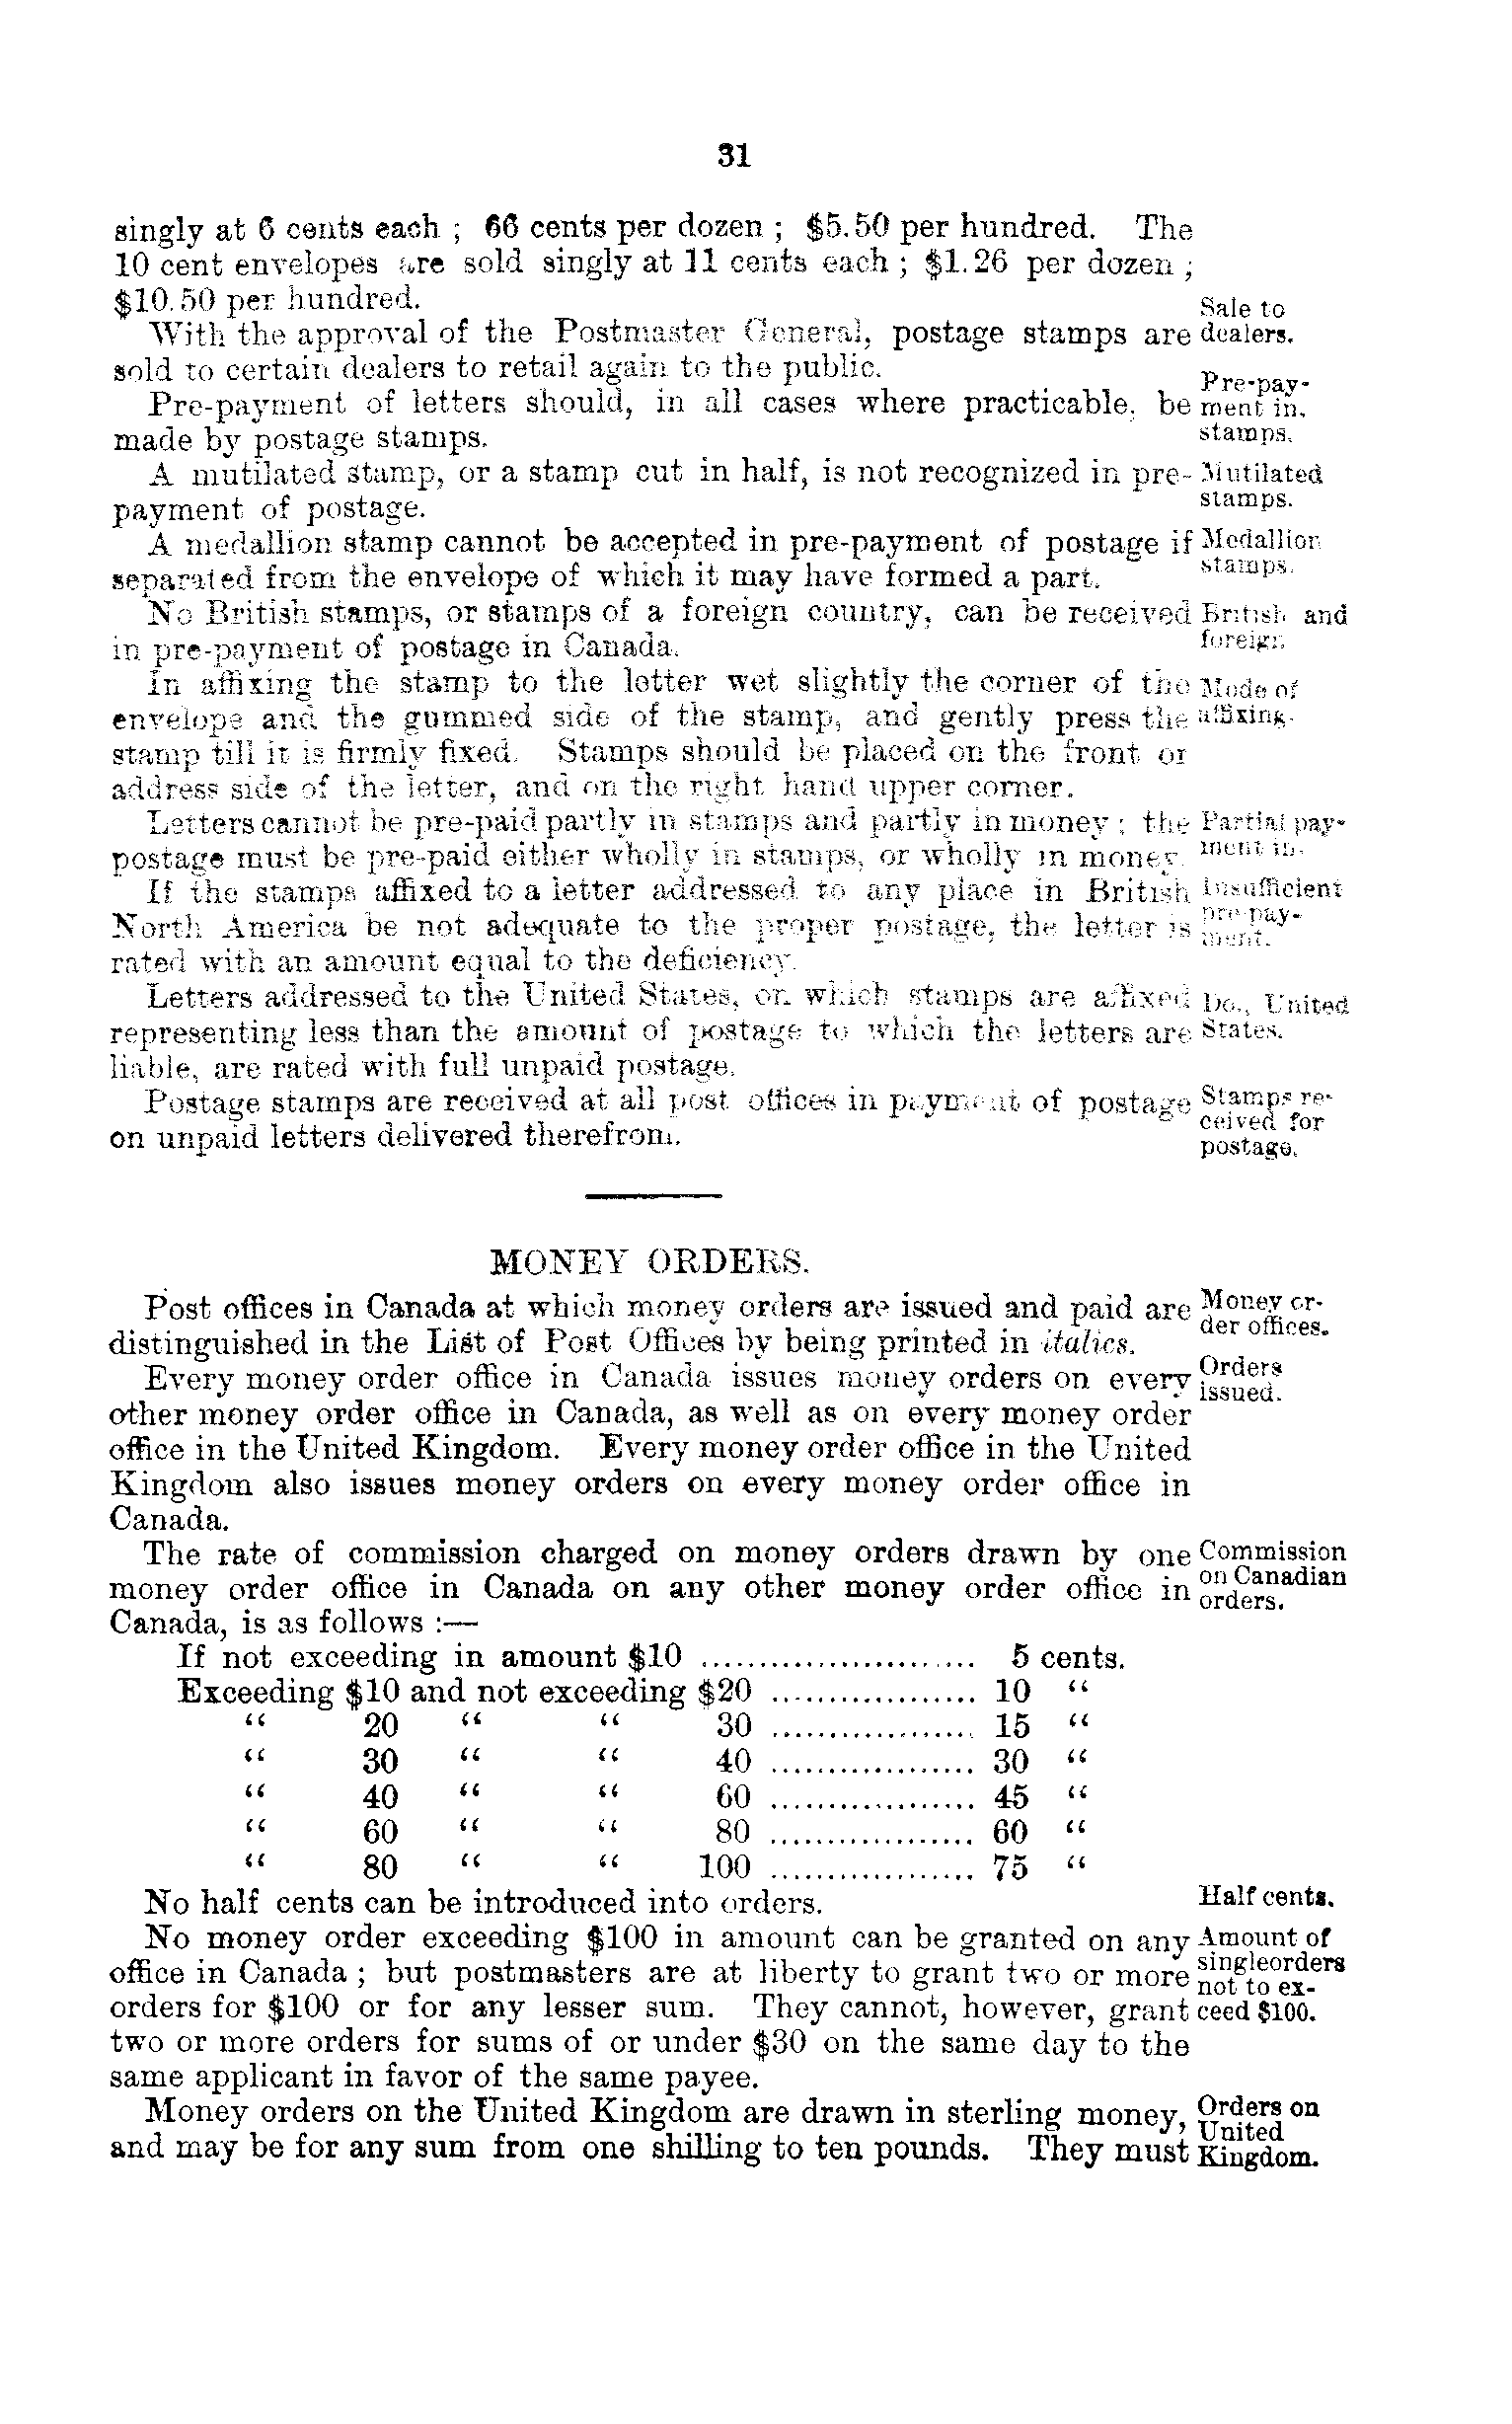 31
singly at 6 cents each ; 66 cents per dozen ; $5.50 per hundred. The
10 cent envelopes are sold singly at 11 cents each ; $1.26 per dozen ;
$10.50 per hundred.
Sale to
With the approval of the Postmaster General, postage stamps are dealers.
sold to certain dealers to retail again to the public.
Pre-pay-
Pre-payment of letters should, in all cases where practicable, be ment in.
made by postage stamps. stamps.
A mutilated stamp, or a stamp cut in half, is not recognized in pre- Mutilated
payment of postage. stamps.
A medallion stamp cannot be accepted in pre-payment of postage if Medallion
separated from the envelope of which it may have formed a part. stamps.
No British stamps, or stamps of a foreign country, can be received British and
in pre-payment of postage in Canada. foreign.
In affixing the stamp to the letter wet slightly the corner of the Mode of
envelope and the gummed side of the stamp, and gently press the affixing.
stamp till it is firmly fixed. Stamps should be placed on the front or
address side of the letter, and on the right hand upper corner.
Letters cannot be pre-paid partly in stamps and partly in money ; the Partial pay-
postage must be pre-paid either wholly in stamps, or wholly in money. ment in.
If the stamps affixed to a letter addressed to any place in British Insufficient
North America be not adequate to the proper postage, the letter is pre-pay-
ment.
rated with an amount equal to the deficiency.
Letters addressed to the United States, on which stamps are affixed Do., United
representing less than the amount of postage to which the letters are States.
liable, are rated with full unpaid postage.
Postage stamps are received at all post offices in payment of postage Stamps re-
ceived for
on unpaid letters delivered therefrom.
postage.
MONEY ORDERS.
Post offices in Canada at which money orders are issued and paid are Money or-
distinguished in the List of Post Offices by being printed in italics. der offices.
Every money order office in Canada issues money orders on every Orders
issued.
other money order office in Canada, as well as on every money order
office in the United Kingdom. Every money order office in the United
Kingdom also issues money orders on every money order office in
Canada.
The rate of commission charged on money orders drawn by one Commission
money order office in Canada on any other money order office in on Canadian
orders.
Canada, is as follows :—
If not exceeding in amount $10 ........................ 5 cents.
Exceeding $10 and not exceeding $20 .................. 10 "
" 20 " " 30 .................. 15 "
" 30 " " 40 .................. 30 "
" 40 " " 60 .................. 45 "
" 60 " " 80 .................. 60 "
" 80 " " 100 .................. 75 "
No half cents can be introduced into orders. Half cents.
No money order exceeding $100 in amount can be granted on any Amount of
office in Canada ; but postmasters are at liberty to grant two or more singleorders
not to ex-
orders for $100 or for any lesser sum. They cannot, however, grant ceed $100.
two or more orders for sums of or under $30 on the same day to the
same applicant in favor of the same payee.
Money orders on the United Kingdom are drawn in sterling money, Orders on
United
and may be for any sum from one shilling to ten pounds. They must Kingdom.